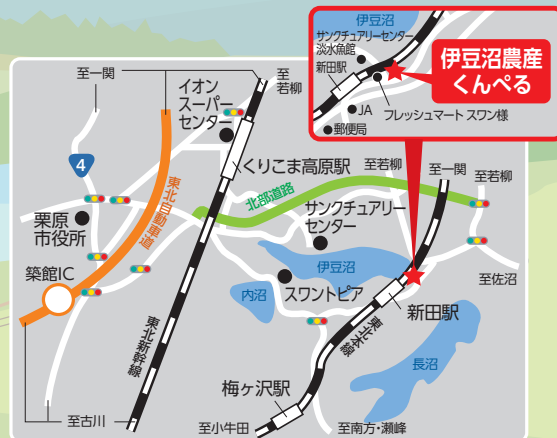 伊豆沼
サンクチュアリーセンター
淡水魚館
新田駅
フレッシュマート スワン様
JA
郵便局
伊豆沼農産
くんぺる
至一関
イオン
スーパー
センター
至
若柳
4
東北自動車道
くりこま高原駅
至若柳
至一関
至若柳
北部道路
栗原
市役所
サンクチュアリー
センター
築館IC
伊豆沼
至佐沼
内沼
スワントピア
新田駅
東北新幹線
東北本線
長沼
梅ヶ沢駅
至古川
至小牛田
至南方・瀬峰